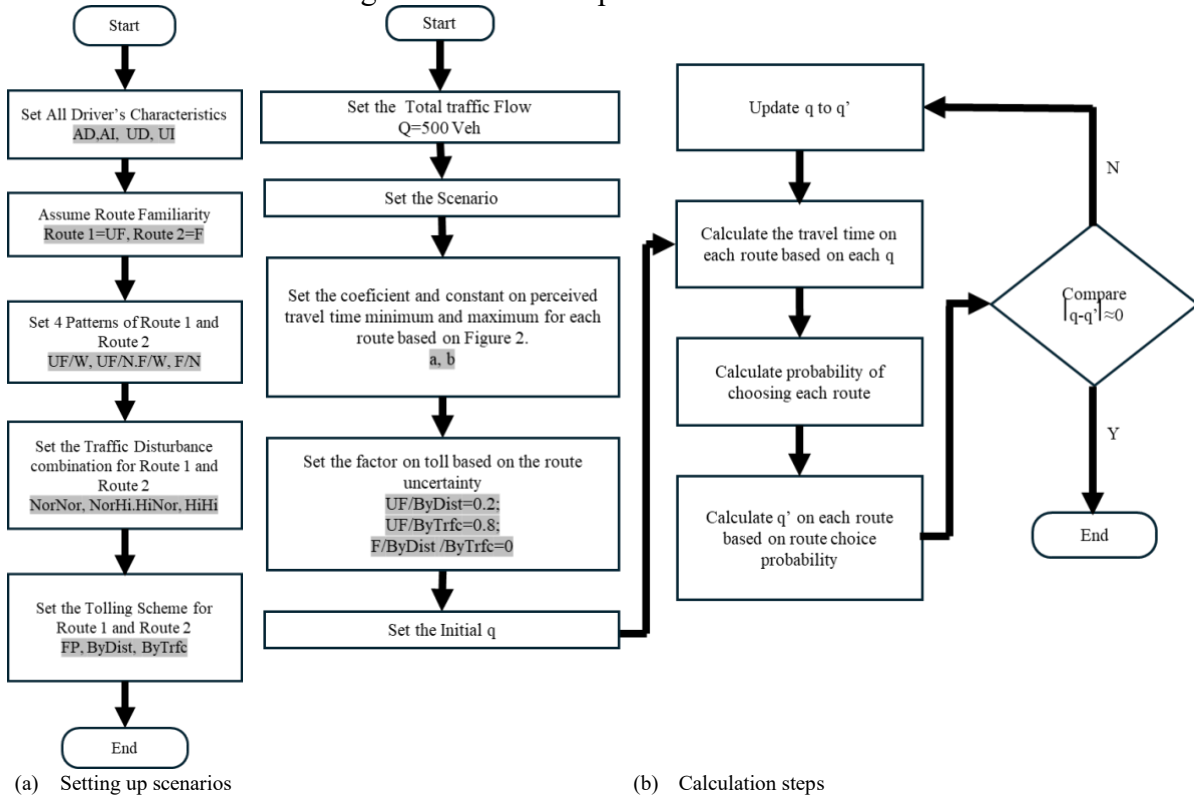 Start
Set All Driver's Characteristics
AD,AI, UD, UI
Assume Route Familiarity
Route 1=UF, Route 2=F
Set 4 Patterns of Route 1 and
Route 2
UF/W, UF/N.F/W, F/N
Set the Traffic Disturbance
combination for Route 1 and
Route 2
NorNor, NorHi.HiNor, HiHi
Set the Tolling Scheme for
Route 1 and Route 2
FP, ByDist, ByTrfc
End
(a) Setting up scenarios
Start
Set the Total traffic Flow
Q=500 Veh
Set the Scenario
Set the coeficient and constant on perceived
travel time minimum and maximum for each
route based on Figure 2.
a, b
Set the factor on toll based on the route
uncertainty
UF/ByDist=0.2;
UF/ByTrfc=0.8;
F/ByDist /ByTrfc=0
Set the Initial q
Update q to q'
Calculate the travel time on
each route based on each q
Calculate probability of
choosing each route
Calculate q' on each route
based on route choice
probability
Compare
|q-q'|≈0
N
Y
End
(b) Calculation steps